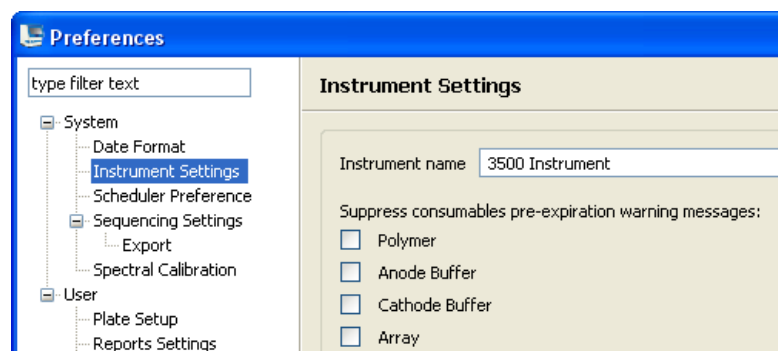 Preferences
type filter text
System
Date Format
Instrument Settings
Scheduler Preference
Sequencing Settings
Export
Spectral Calibration
User
Plate Setup
Reports Settings
Instrument Settings
Instrument name 3500 Instrument
Suppress consumables pre-expiration warning messages:
Polymer
Anode Buffer
Cathode Buffer
Array